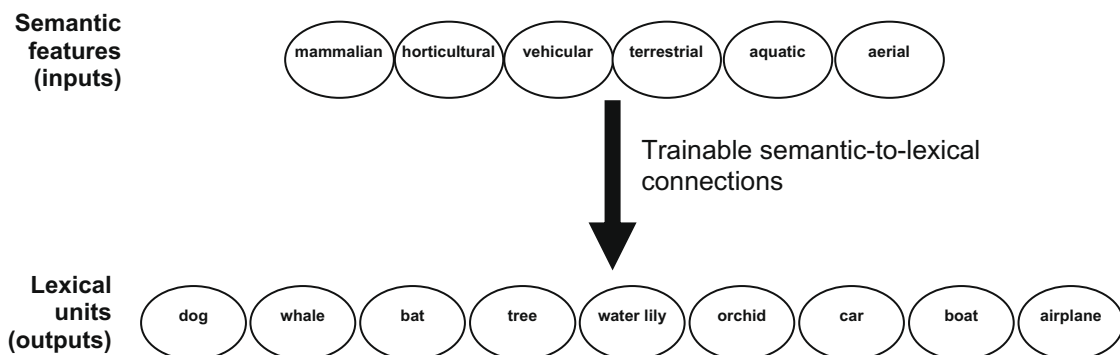 Semantic
features
(inputs)
mammalian horticultural vehicular terrestrial aquatic aerial
Trainable semantic-to-lexical
connections
Lexical
units
(outputs)
dog whale bat tree water lily orchid car boat airplane